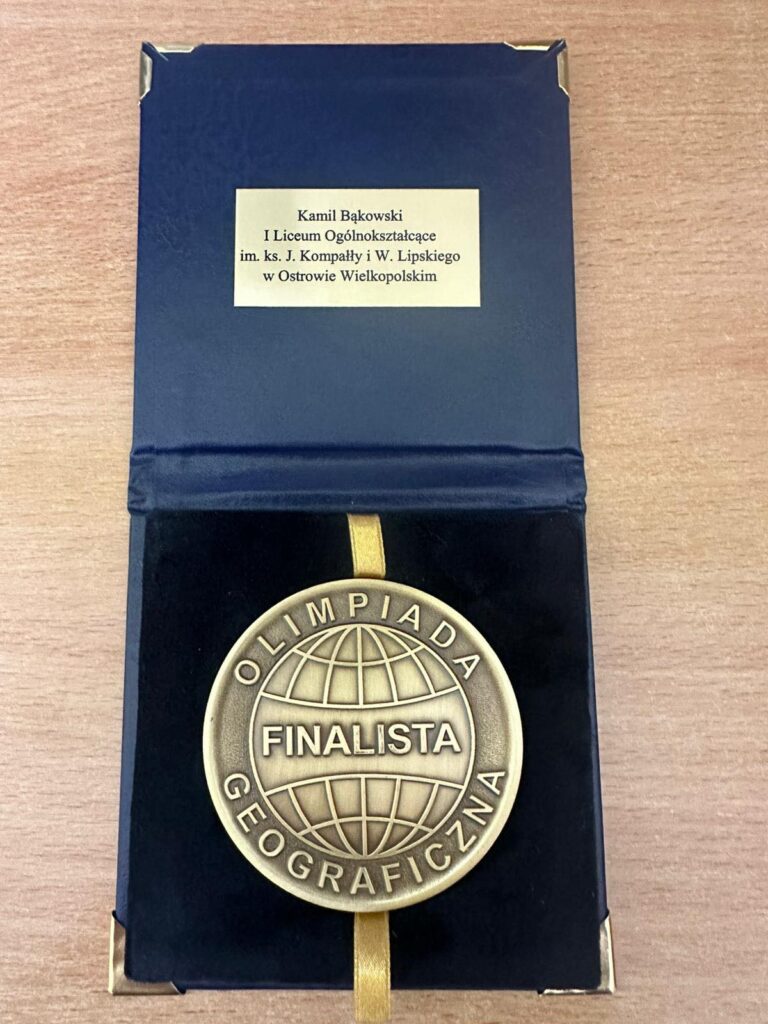 Kamil Bąkowski
I Liceum Ogólnokształcące
im. ks. J. Kompałły i W. Lipskiego
w Ostrowie Wielkopolskim
OLIMPIADA
FINALISTA
GEOGRAFICZNA